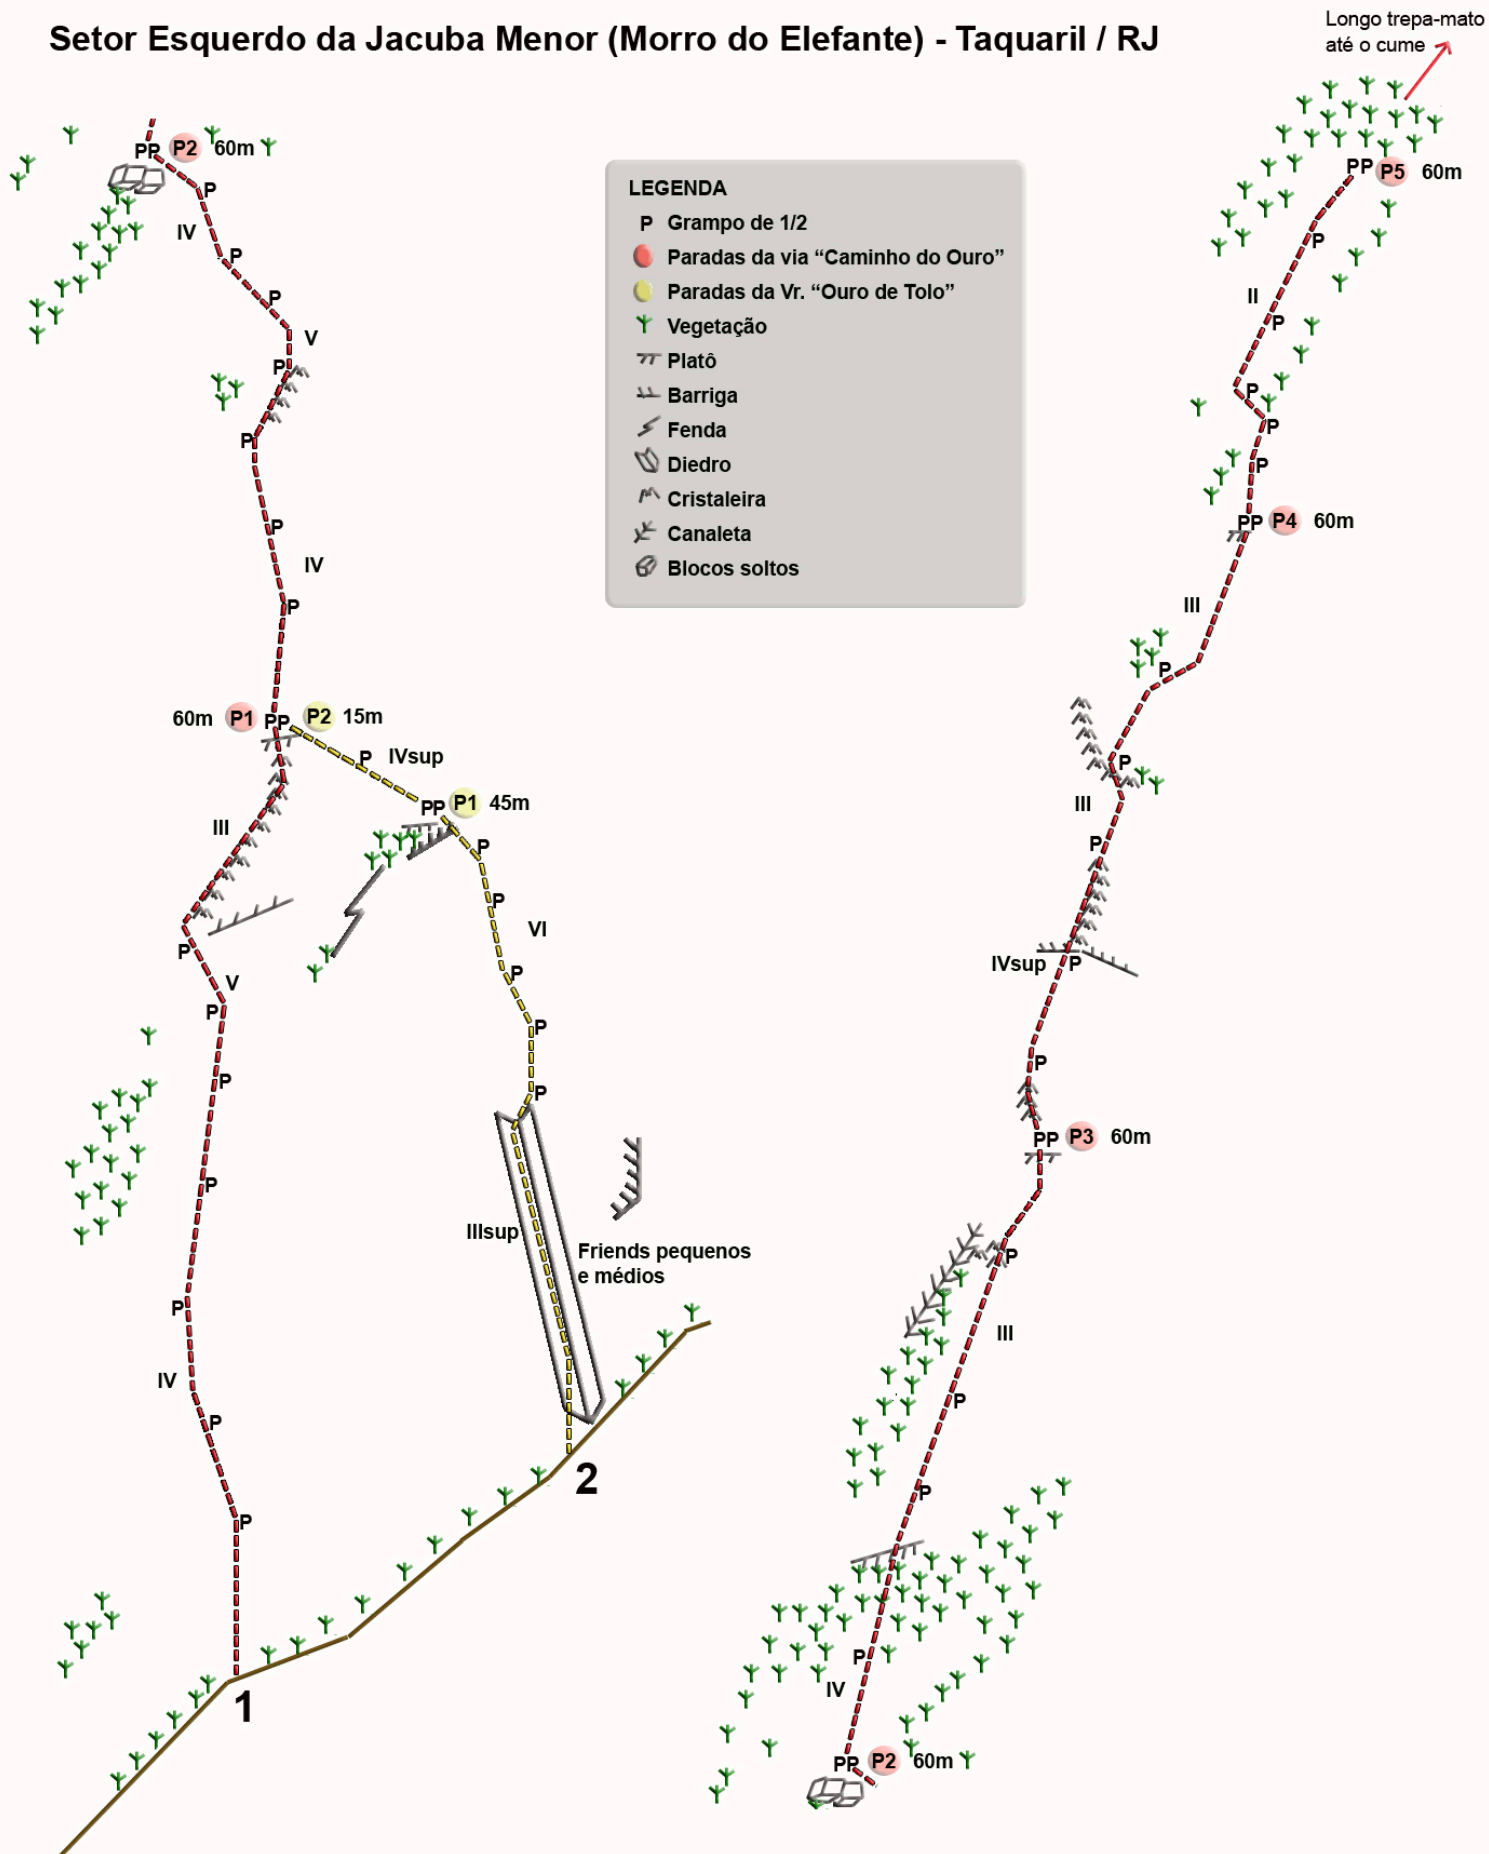 Setor Esquerdo da Jacuba Menor (Morro do Elefante) - Taquaril / RJ
Longo trepa-mato
até o cume
LEGENDA
P Grampo de 1/2
Paradas da via “Caminho do Ouro”
Paradas da Vr. “Ouro de Tolo”
Vegetação
Platô
Barriga
Fenda
Diedro
Cristaleira
Canaleta
Blocos soltos
PP P2 60m
P
IV
P
P
V
P
P
P
IV
P
60m P1 PP P2 15m
P IVsup
PP P1 45m
III
P
P
P
VI
V
P
P
P
P
P
P
IIIsup
Friends pequenos
e médios
P
IV
P
P
2
1
PP P5 60m
P
II
P
P
P
P
PP P4 60m
III
P
P
III
P
IVsup P
P
PP P3 60m
P
III
P
P
P
IV
PP P2 60m